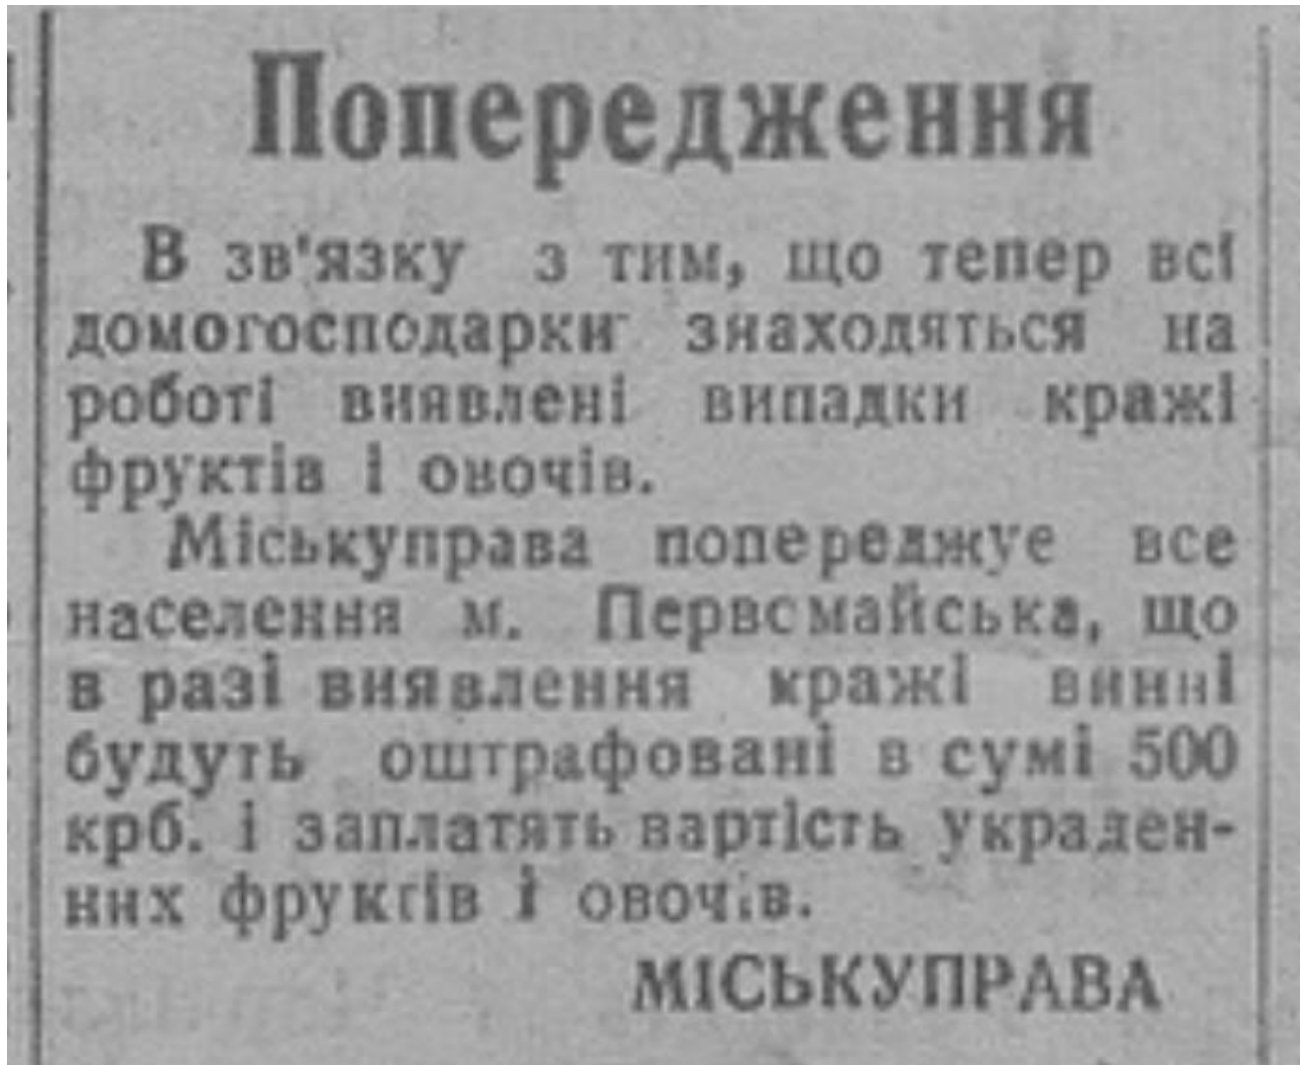 Попередження
В зв'язку з тим, що тепер всі
домогосподарки знаходяться на
роботі виявлені випадки кражі
фруктів і овочів.
Міськуправа попереджує все
населення м. Первомайська, що
в разі виявлення кражі винні
будуть оштрафовані в сумі 500
крб. і заплатять вартість украден-
них фруктів і овочів.
МІСЬКУПРАВА